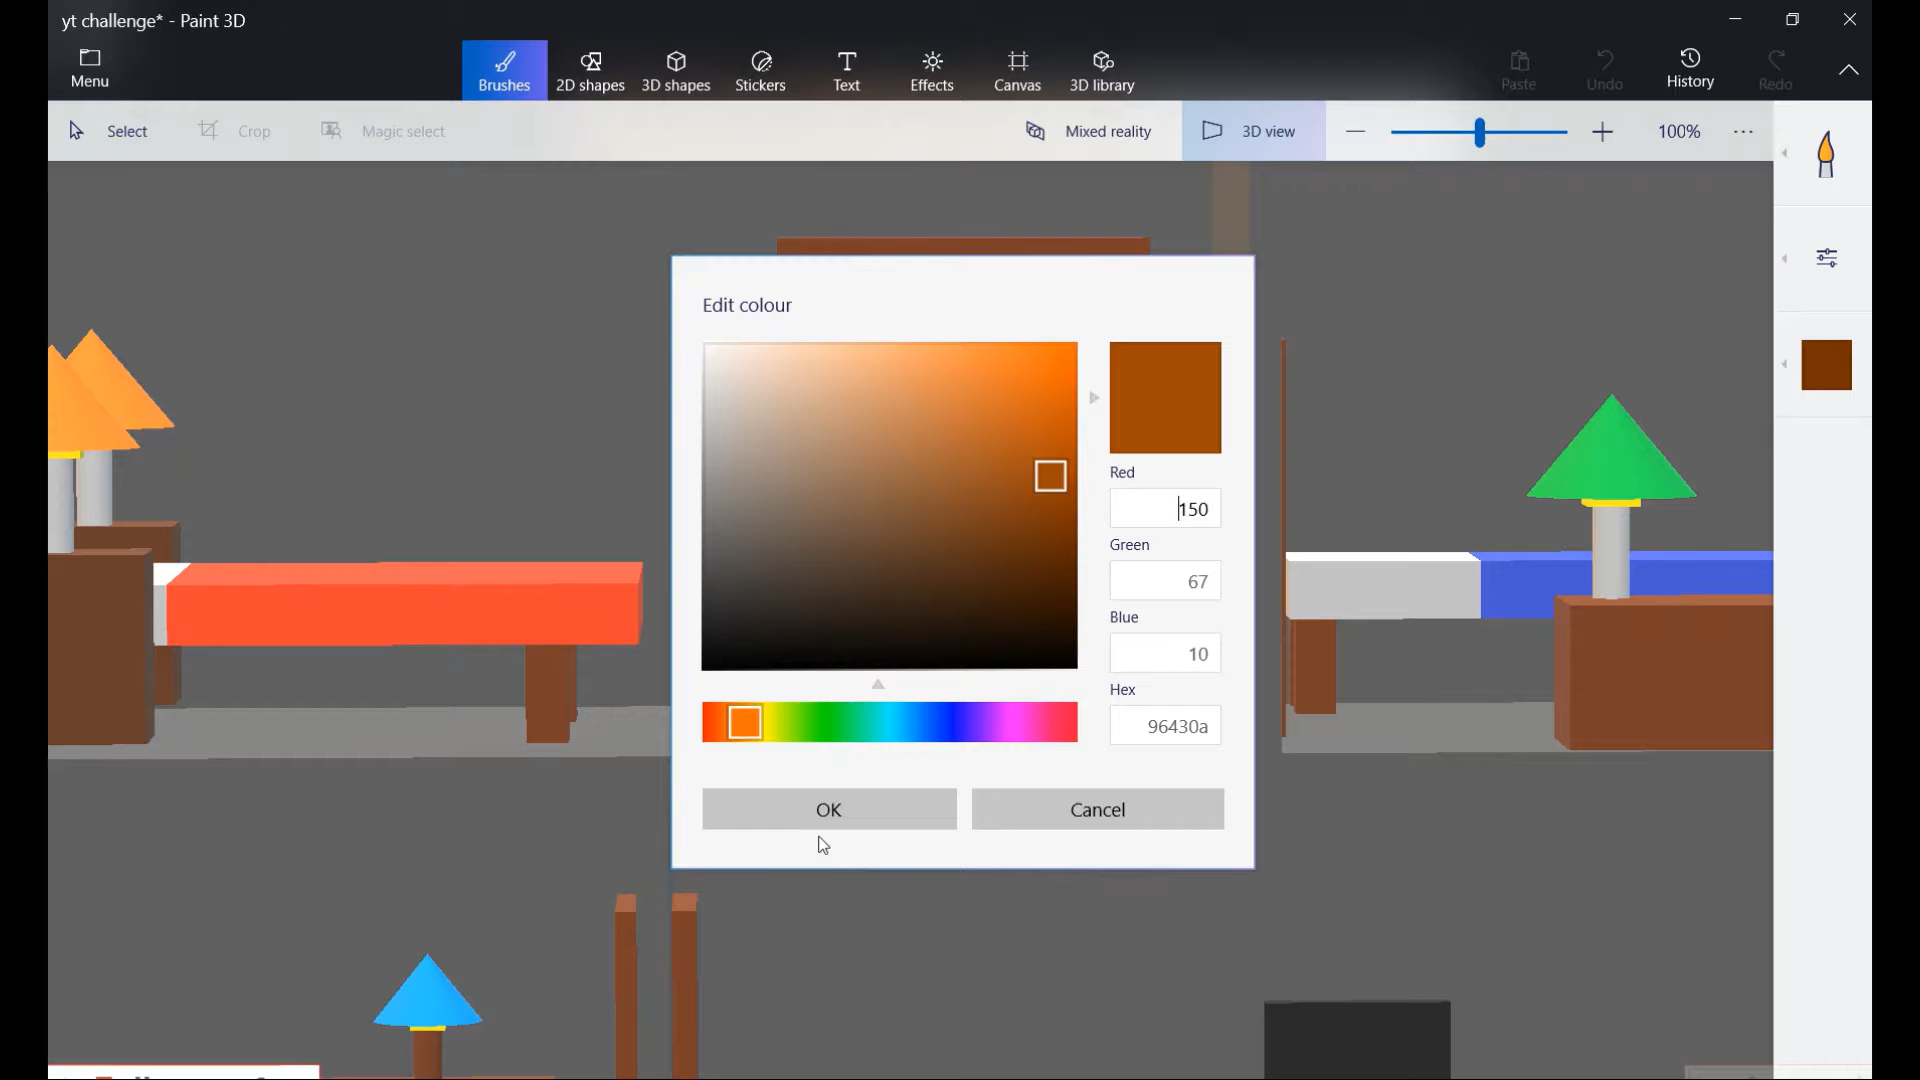 yt challenge* - Paint 3D
Menu
Brushes
2D shapes
3D shapes
Stickers
Text
Effects
Canvas
3D library
Paste
Undo
History
Redo
Select
Crop
Magic select
Mixed reality
3D view
100%
Edit colour
Red
150
Green
67
Blue
10
Hex
96430a
OK
Cancel